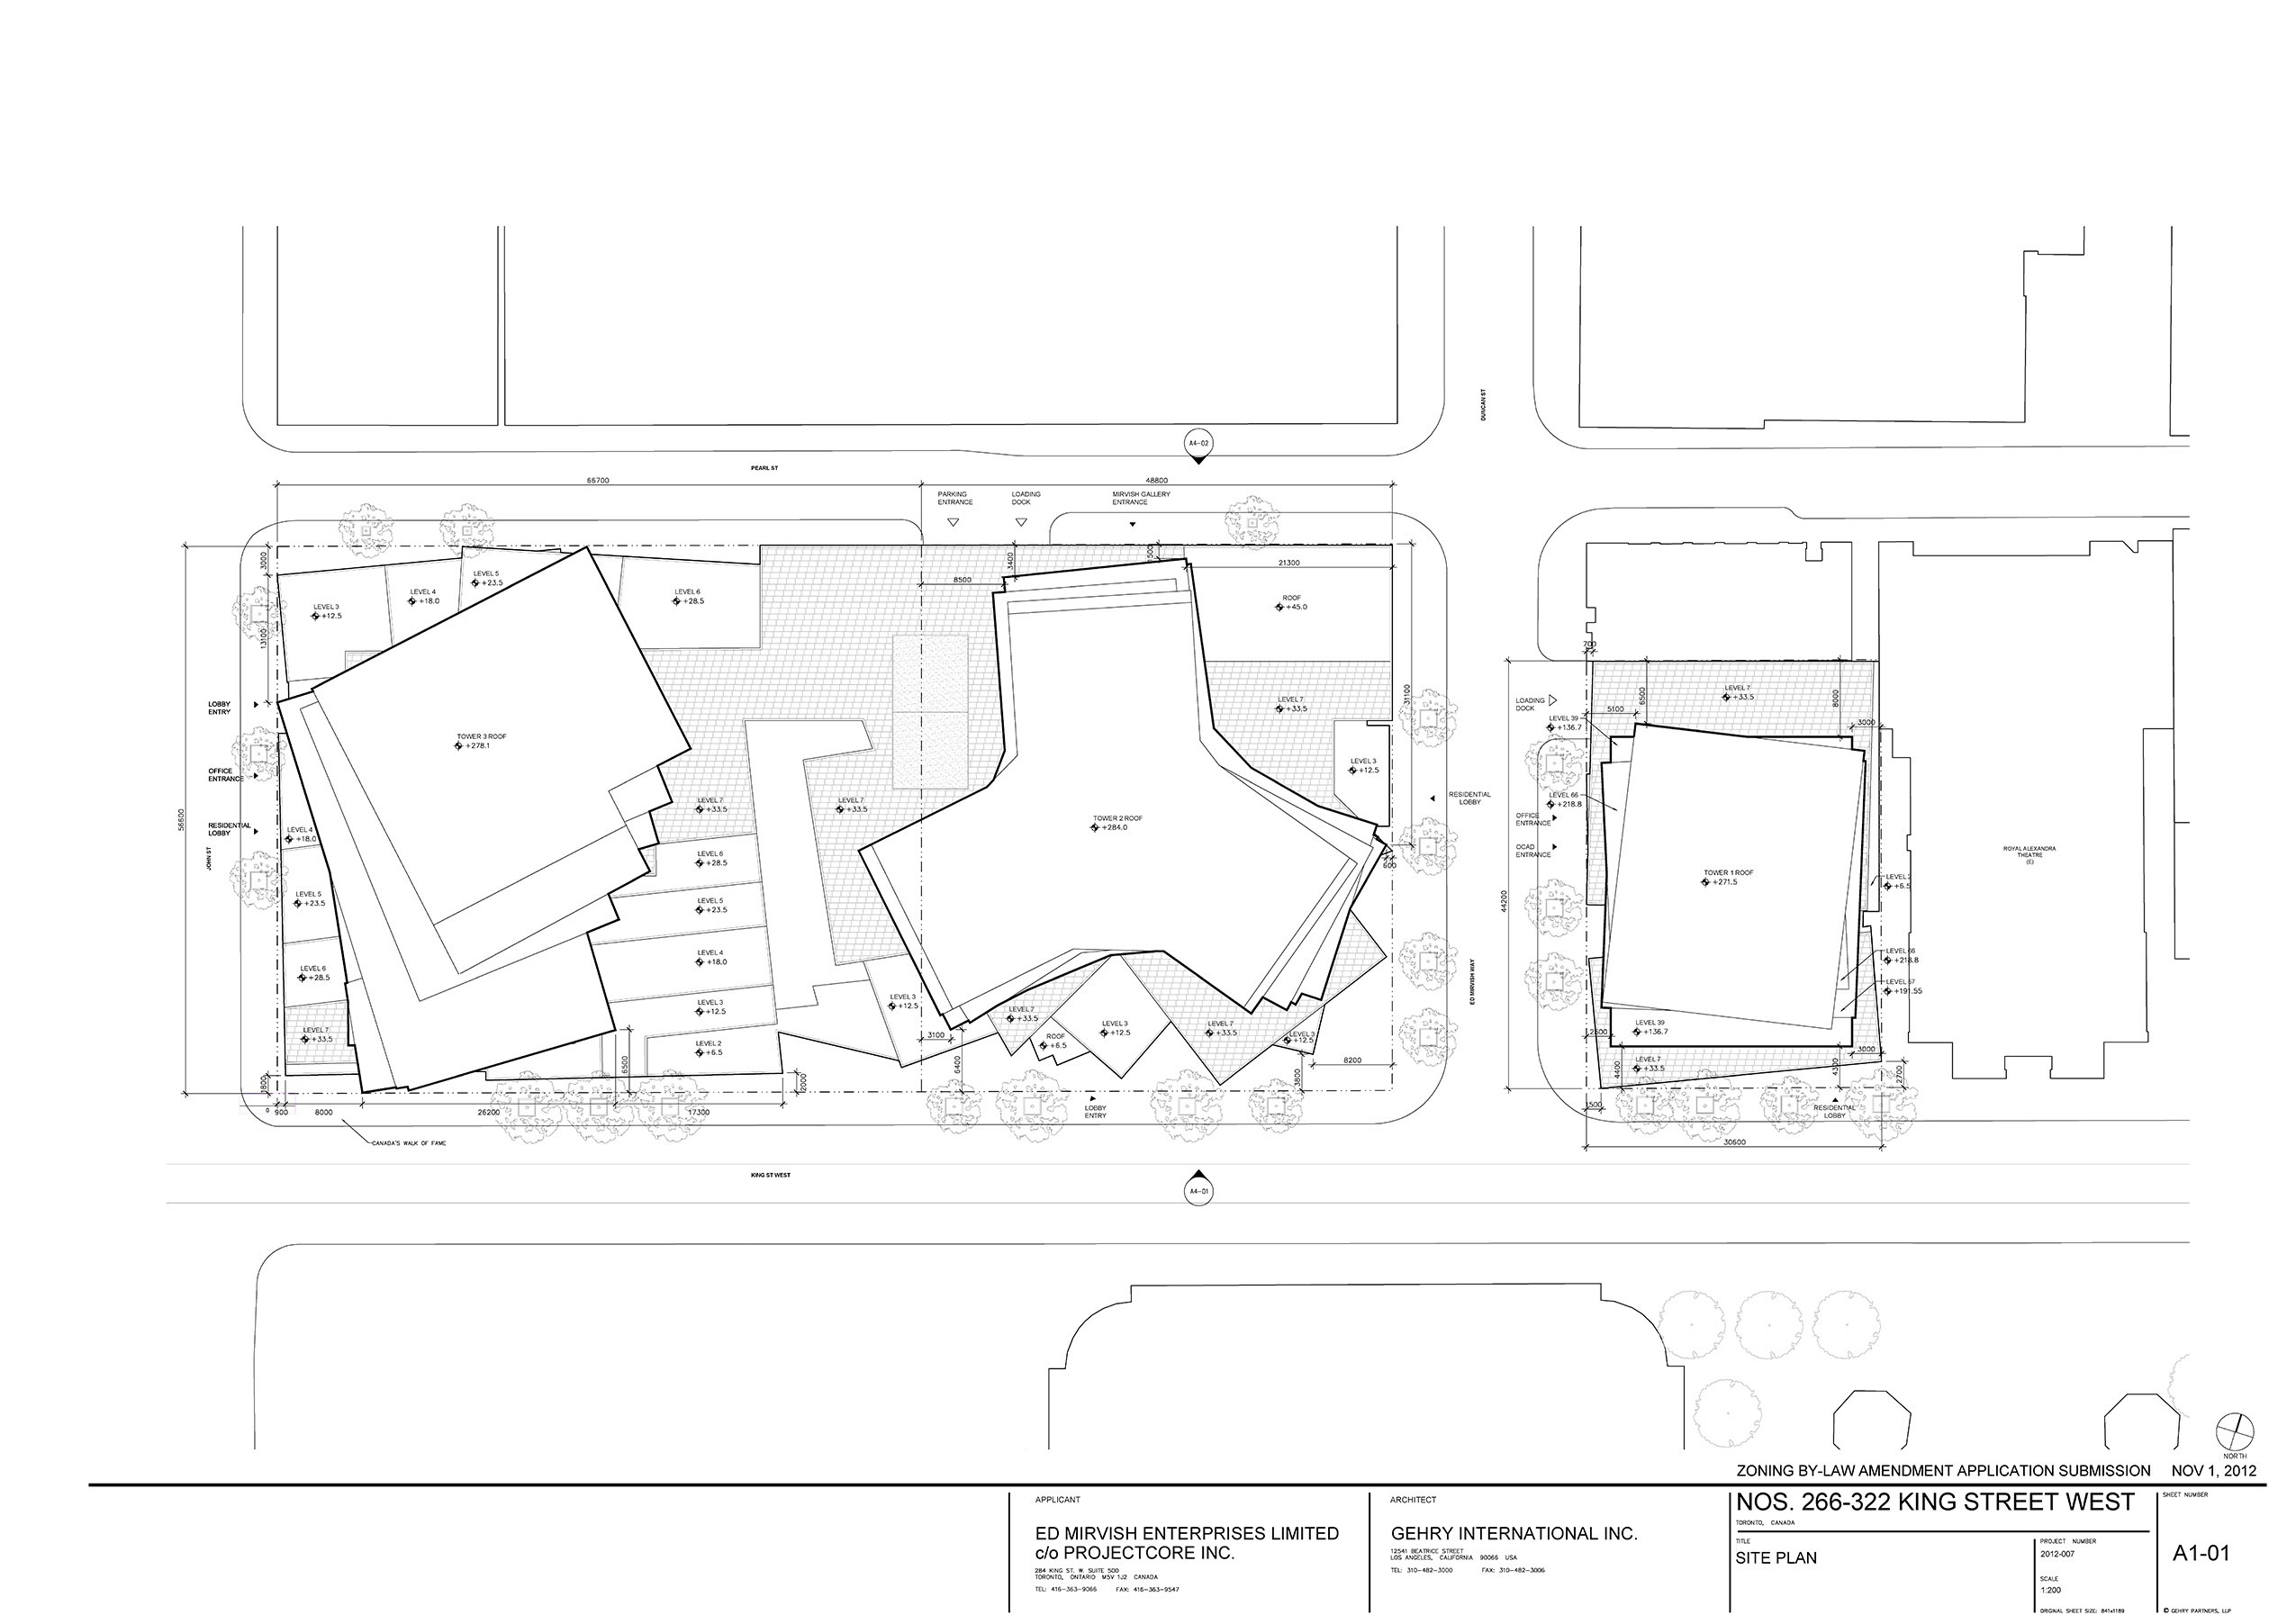 DUNCAN ST
A4-02
PEARL ST
65700
48800
PARKING
ENTRANCE
LOADING
DOCK
MIRVISH GALLERY
ENTRANCE
3000
13100
56600
LEVEL 3
+12.5
LEVEL 4
+18.0
LEVEL 5
+23.5
LEVEL 6
+28.5
8500
3400
500
21300
ROOF
+45.0
31100
LEVEL 7
+33.5
LEVEL 3
+12.5
LOBBY
ENTRY
OFFICE
ENTRANCE
RESIDENTIAL
LOBBY
JOHN ST
TOWER 3 ROOF
+278.1
LEVEL 4
+18.0
LEVEL 5
+23.5
LEVEL 6
+28.5
LEVEL 7
+33.5
LEVEL 7
+33.5
LEVEL 6
+28.5
LEVEL 5
+23.5
LEVEL 4
+18.0
LEVEL 3
+12.5
LEVEL 2
+6.5
LEVEL 7
+33.5
TOWER 2 ROOF
+284.0
RESIDENTIAL
LOBBY
600
LEVEL 3
+12.5
LEVEL 7
+33.5
ROOF
+6.5
LEVEL 3
+12.5
LEVEL 7
+33.5
LEVEL 3
+12.5
3100
6400
3800
8200
1800
0
900
8000
26200
6500
17300
2000
LOBBY
ENTRY
CANADA'S WALK OF FAME
ED MIRVISH WAY
700
LOADING
DOCK
LEVEL 39
+136.7
5100
6500
LEVEL 7
+33.5
8000
3000
44200
LEVEL 66
+218.8
OFFICE
ENTRANCE
OCAD
ENTRANCE
TOWER 1 ROOF
+271.5
LEVEL 2
+6.5
LEVEL 66
+218.8
LEVEL 57
+191.55
LEVEL 39
+136.7
LEVEL 7
+33.5
4400
4300
3000
2700
RESIDENTIAL
LOBBY
30600
ROYAL ALEXANDRA
THEATRE
(E)
KING ST WEST
A4-01
NORTH
ZONING BY-LAW AMENDMENT APPLICATION SUBMISSION NOV 1, 2012
APPLICANT
ED MIRVISH ENTERPRISES LIMITED
c/o PROJECTCORE INC.
284 KING ST. W. SUITE 500
TORONTO, ONTARIO M5V 1J2 CANADA
TEL: 416-363-9066 FAX: 416-363-9547
ARCHITECT
GEHRY INTERNATIONAL INC.
12541 BEATRICE STREET
LOS ANGELES, CALIFORNIA 90066 USA
TEL: 310-482-3000 FAX: 310-482-3006
NOS. 266-322 KING STREET WEST
TORONTO, CANADA
TITLE
SITE PLAN
PROJECT NUMBER
2012-007
SCALE
1:200
ORIGINAL SHEET SIZE: 841x1189
SHEET NUMBER
A1-01
© GEHRY PARTNERS, LLP